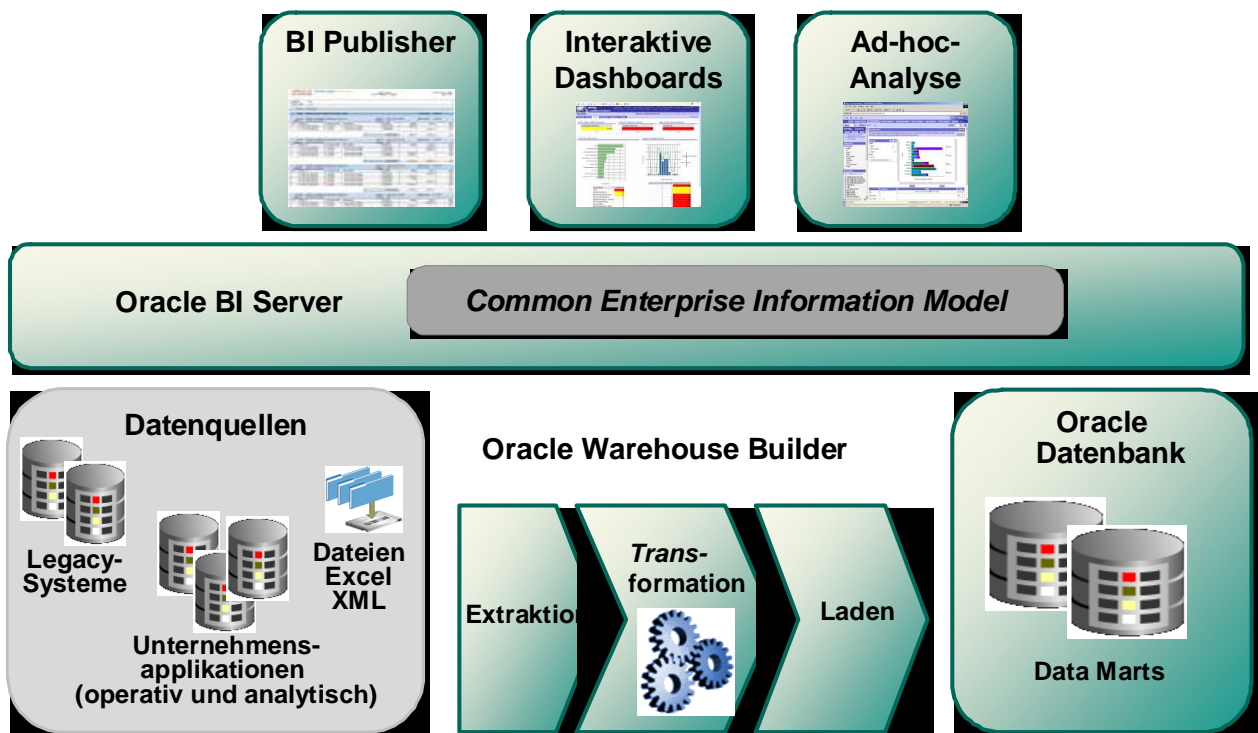 BI Publisher
Interaktive
Dashboards
Ad-hoc-
Analyse
Oracle BI Server
Common Enterprise Information Model
Datenquellen
Legacy-
Systeme
Dateien
Excel
XML
Unternehmens-
applikationen
(operativ und analytisch)
Oracle Warehouse Builder
Extraktion
Trans-
formation
Laden
Oracle
Datenbank
Data Marts